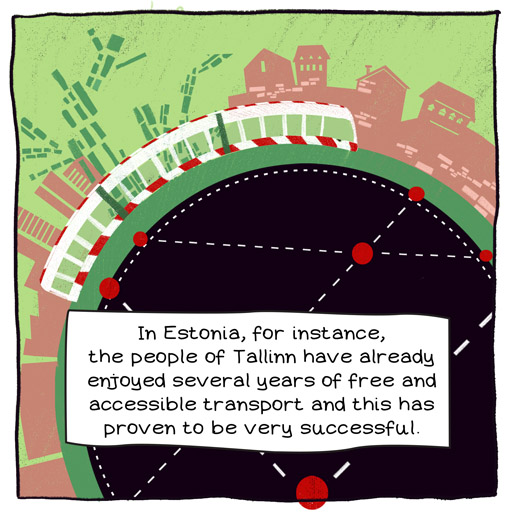 In Estonia, for instance,
the people of Tallinn have already
enjoyed several years of free and
accessible transport and this has
proven to be very successful.